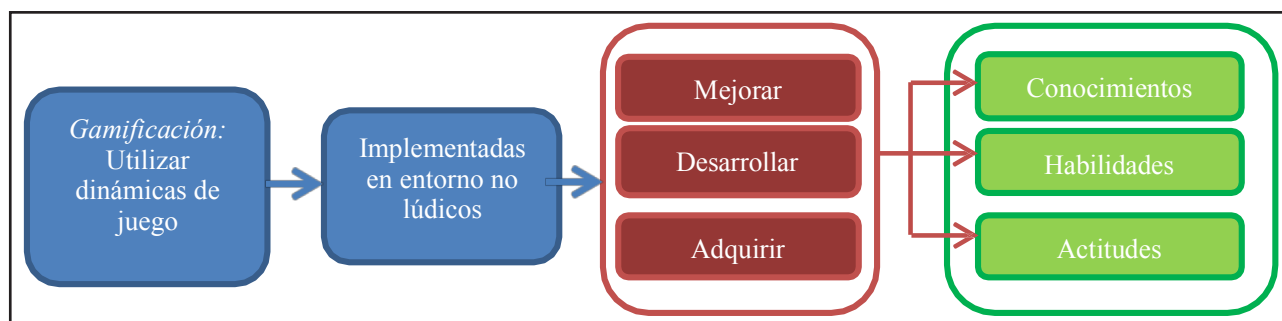 Gamificación:
Utilizar
dinámicas de
juego
Implementadas
en entorno no
lúdicos
Mejorar
Desarrollar
Adquirir
Conocimientos
Habilidades
Actitudes